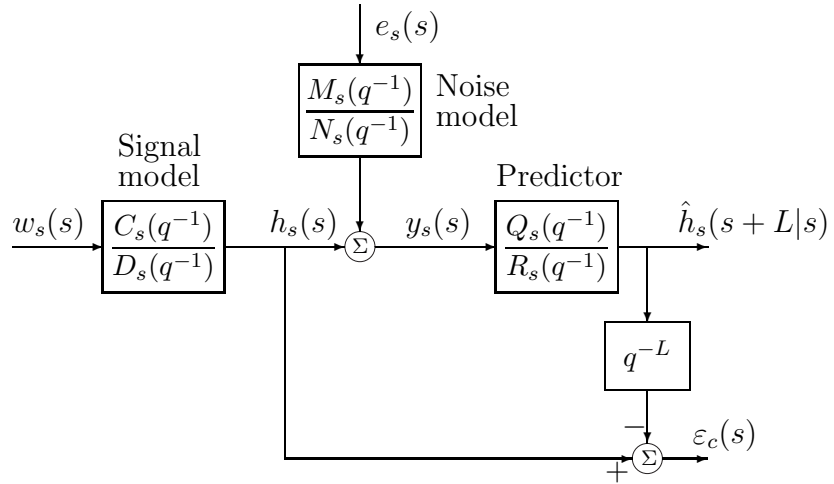 e_s(s)
M_s(q^{-1})
N_s(q^{-1})
Noise
model
Signal
model
Predictor
w_s(s)
C_s(q^{-1})
D_s(q^{-1})
h_s(s)
Σ
y_s(s)
Q_s(q^{-1})
R_s(q^{-1})
ĥ_s(s + L|s)
q^{-L}
−
+
Σ
ε_c(s)